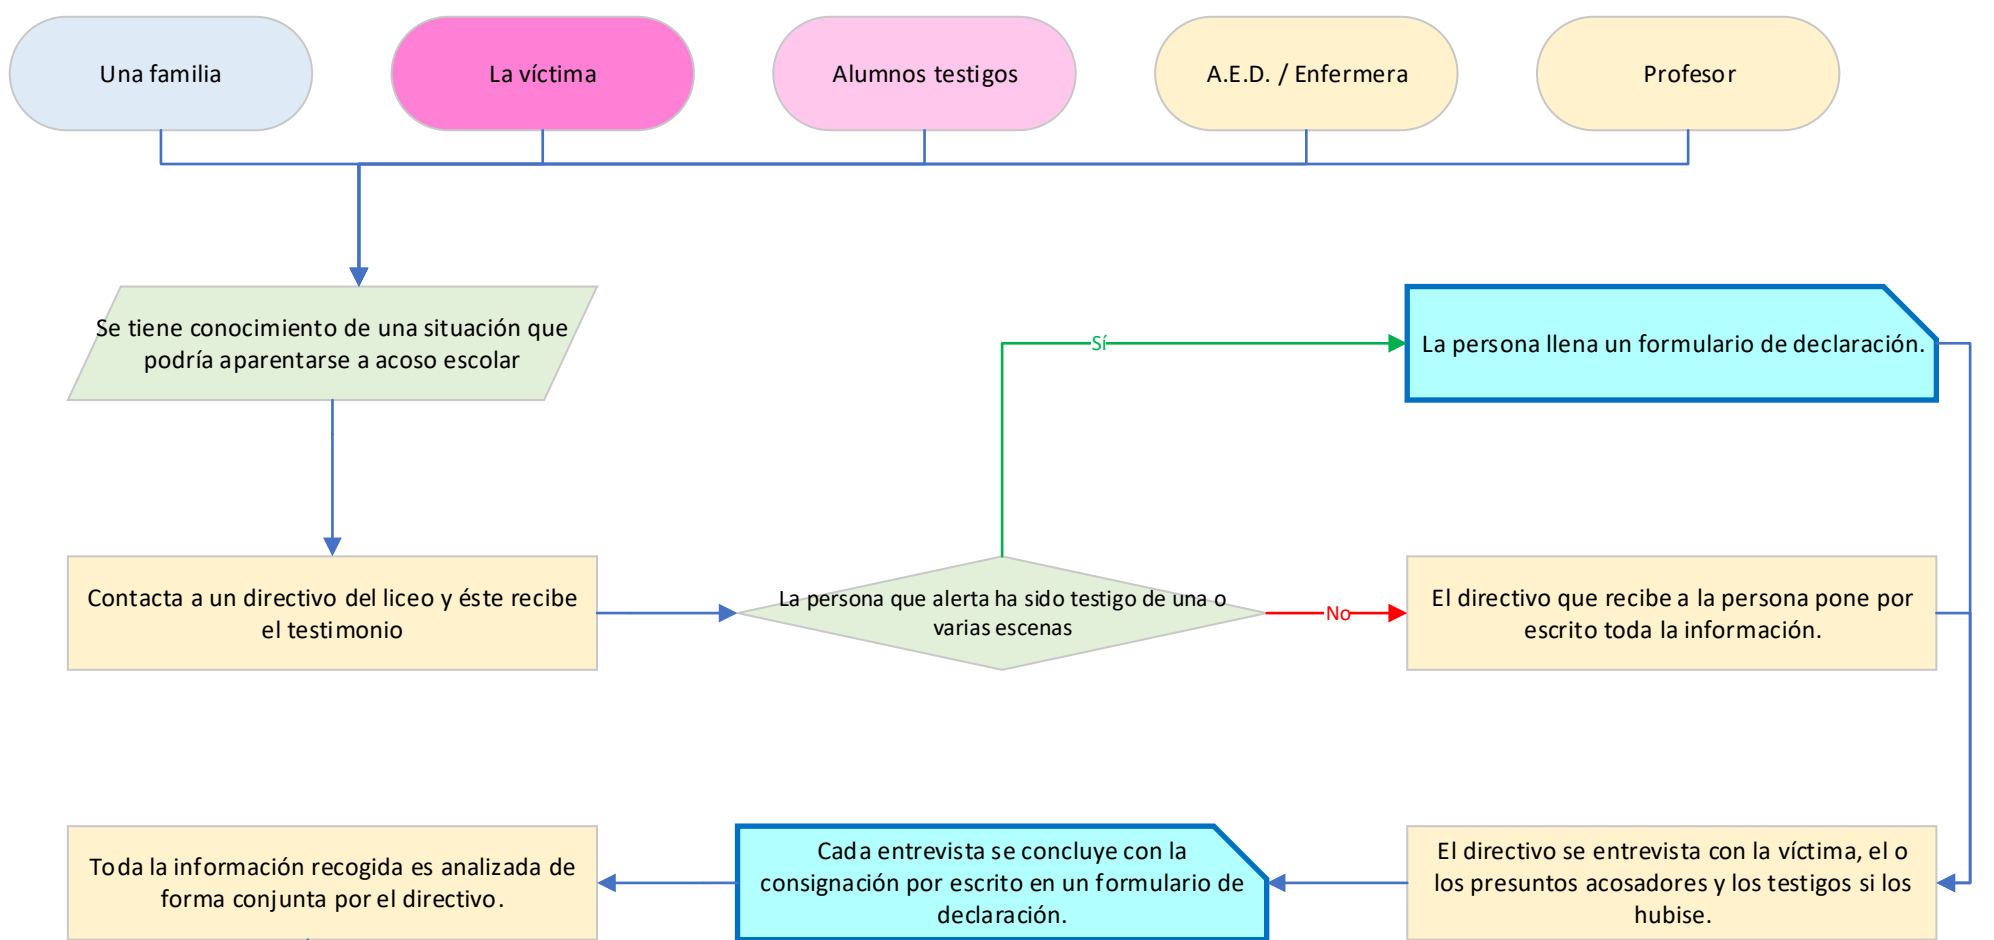 Una familia
La víctima
Alumnos testigos
A.E.D. / Enfermera
Profesor
Se tiene conocimiento de una situación que
podría aparentarse a acoso escolar
Sí
La persona llena un formulario de declaración.
Contacta a un directivo del liceo y éste recibe
el testimonio
La persona que alerta ha sido testigo de una o
varias escenas
No
El directivo que recibe a la persona pone por
escrito toda la información.
Toda la información recogida es analizada de
forma conjunta por el directivo.
Cada entrevista se concluye con la
consignación por escrito en un formulario de
declaración.
El directivo se entrevista con la víctima, el o
los presuntos acosadores y los testigos si los
hubise.